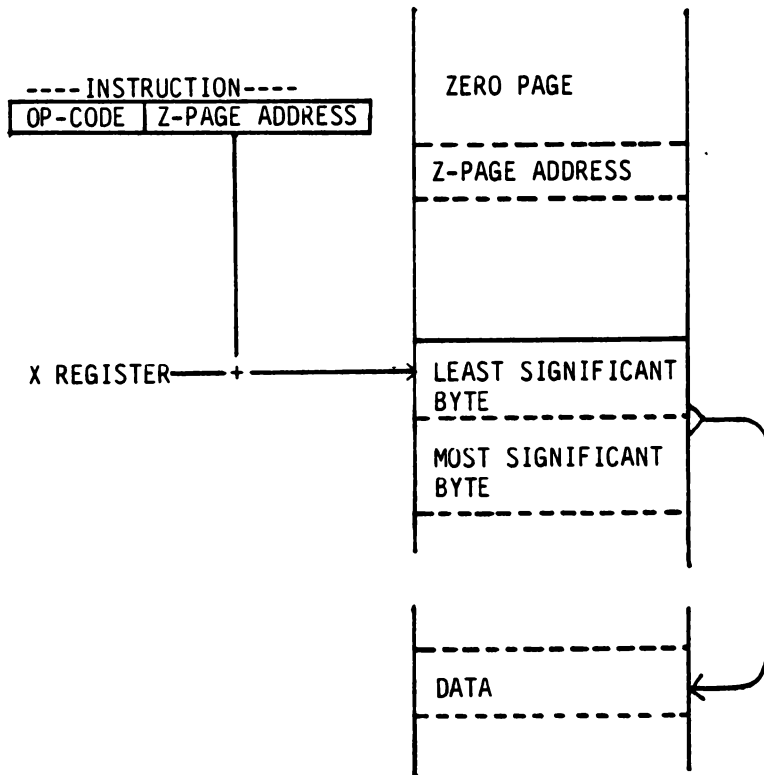 ----INSTRUCTION----
OP-CODE Z-PAGE ADDRESS
ZERO PAGE
Z-PAGE ADDRESS
X REGISTER + 
LEAST SIGNIFICANT
BYTE
MOST SIGNIFICANT
BYTE
DATA